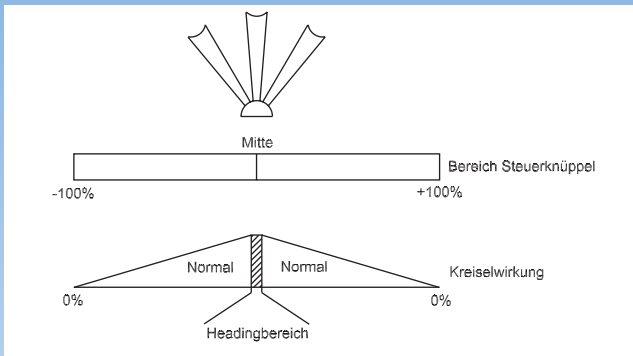 Mitte
Bereich Steuerknüppel
-100%
+100%
Normal
Normal
Kreiselwirkung
0%
0%
Headingbereich